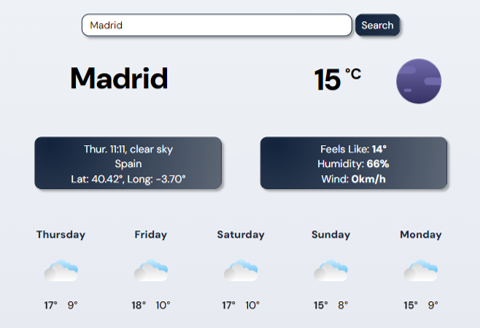 Madrid
Search
Madrid
15 °C
Thur. 11:11, clear sky
Spain
Lat: 40.42°, Long: -3.70°
Feels Like: 14°
Humidity: 66%
Wind: 0km/h
Thursday
Friday
Saturday
Sunday
Monday
17° 9°
18° 10°
17° 10°
15° 8°
15° 9°